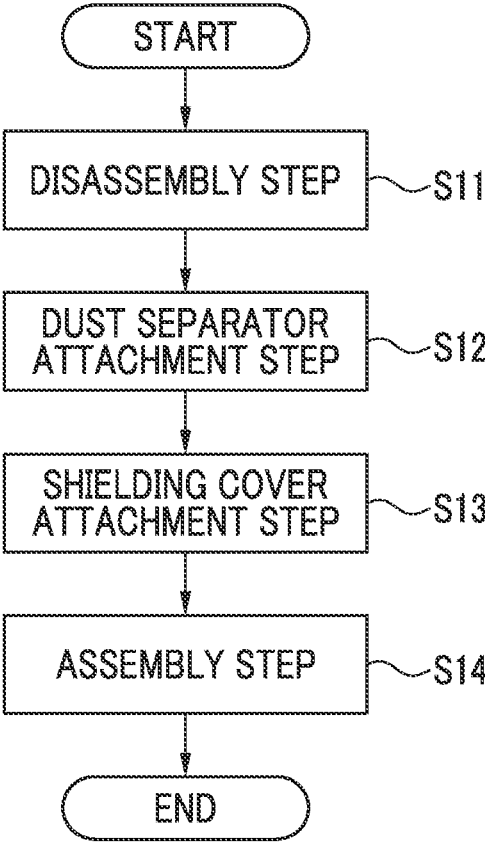 START
DISASSEMBLY STEP
S11
DUST SEPARATOR
ATTACHMENT STEP
S12
SHIELDING COVER
ATTACHMENT STEP
S13
ASSEMBLY STEP
S14
END